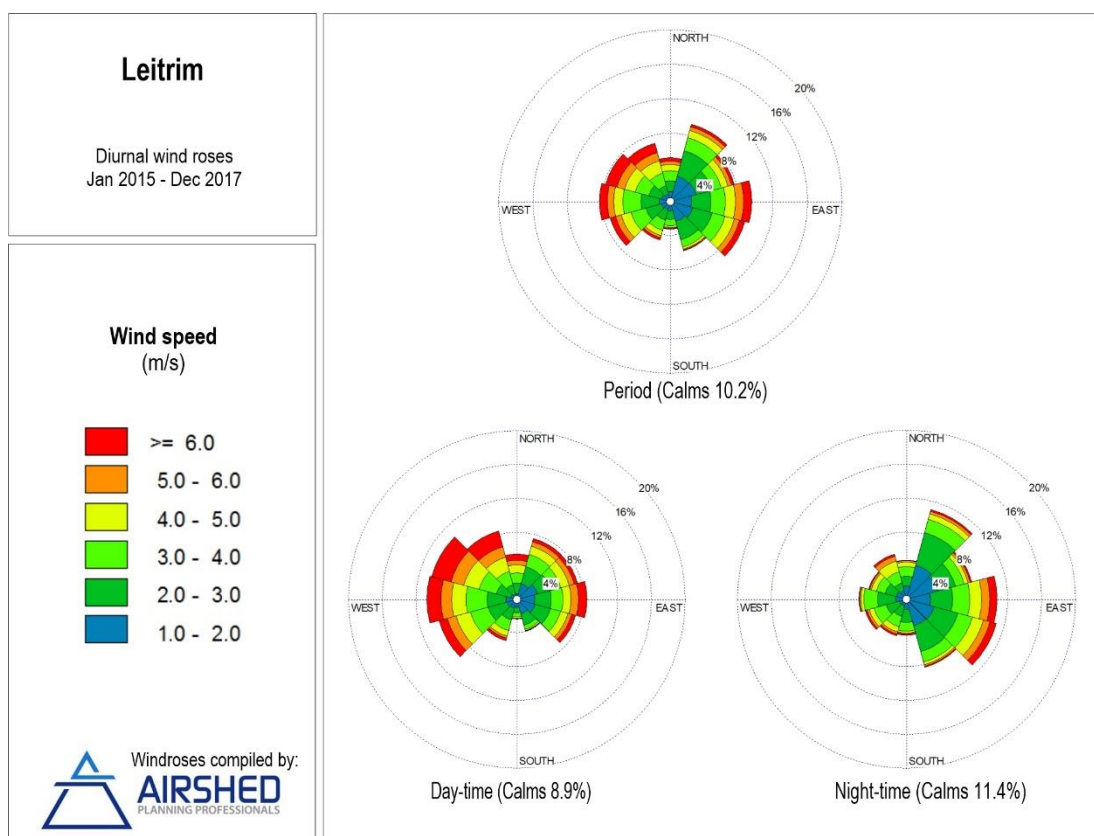 Leitrim
Diurnal wind roses
Jan 2015 - Dec 2017
Wind speed
(m/s)
>= 6.0
5.0 - 6.0
4.0 - 5.0
3.0 - 4.0
2.0 - 3.0
1.0 - 2.0
Windroses compiled by:
AIRSHED
PLANNING PROFESSIONALS
NORTH
20%
16%
12%
8%
4%
WEST
EAST
SOUTH
Period (Calms 10.2%)
NORTH
20%
16%
12%
8%
4%
WEST
EAST
SOUTH
Day-time (Calms 8.9%)
NORTH
20%
16%
12%
8%
4%
WEST
EAST
SOUTH
Night-time (Calms 11.4%)